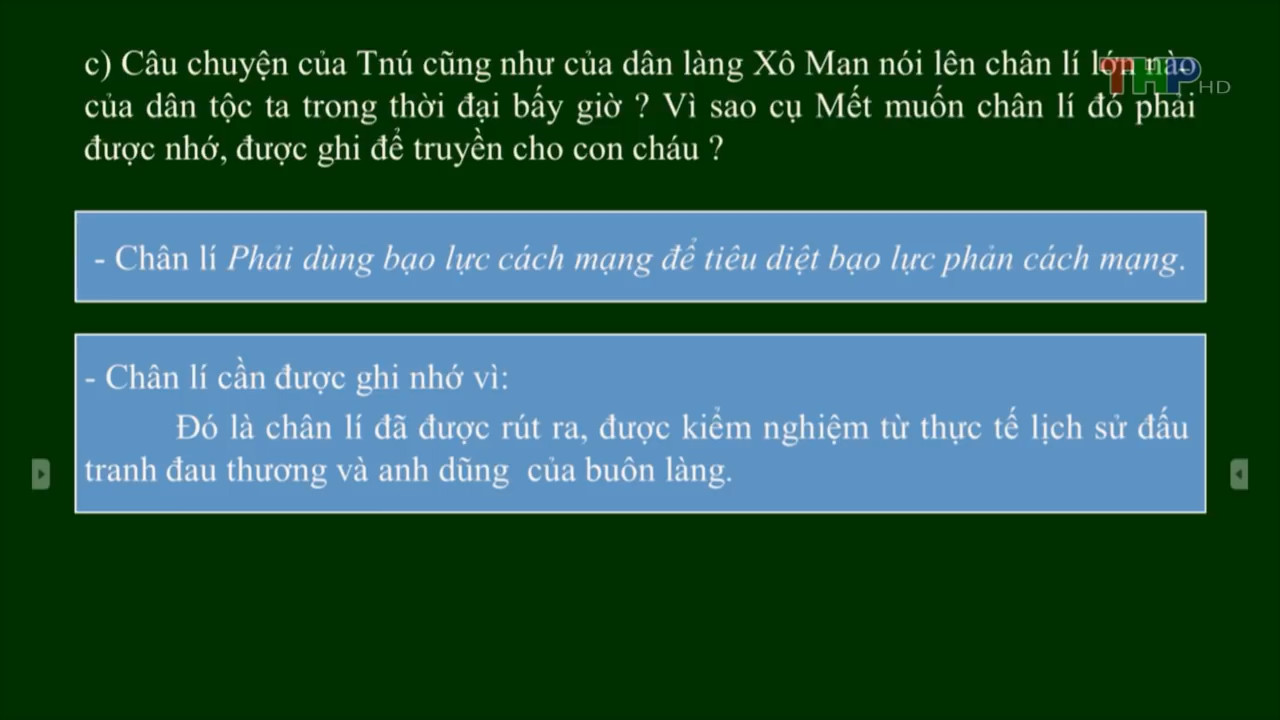 c) Câu chuyện của Tnú cũng như của dân làng Xô Man nói lên chân lí lớn nào
THP HD
của dân tộc ta trong thời đại bấy giờ ? Vì sao cụ Mết muốn chân lí đó phải
được nhớ, được ghi để truyền cho con cháu ?
- Chân lí Phải dùng bạo lực cách mạng để tiêu diệt bạo lực phản cách mạng.
- Chân lí cần được ghi nhớ vì:
Đó là chân lí đã được rút ra, được kiểm nghiệm từ thực tế lịch sử đấu
tranh đau thương và anh dũng của buôn làng.